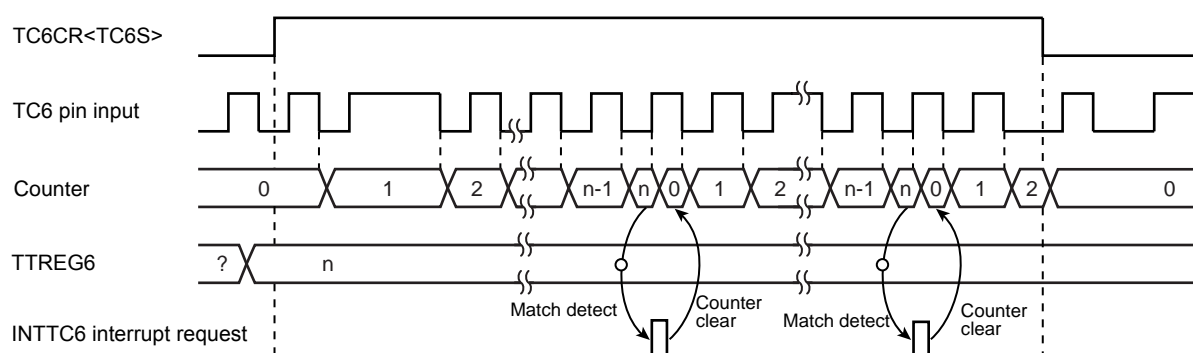 TC6CR<TC6S>
TC6 pin input
Counter
0 1 2 n-1 n 0 1 2 n-1 n 0 1 2 0
TTREG6
? n
Match detect
Counter
clear
Match detect
Counter
clear
INTTC6 interrupt request